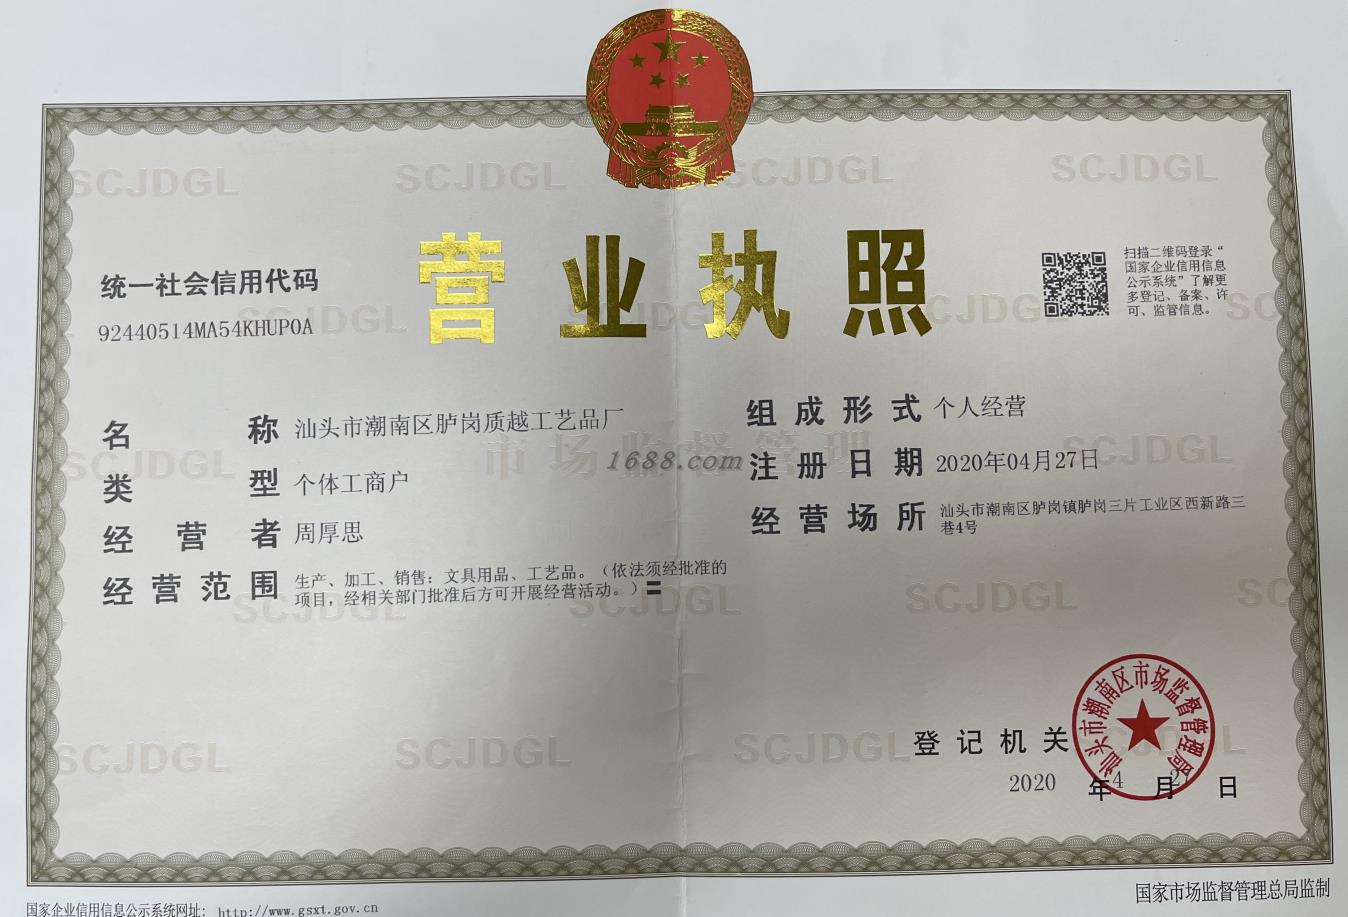 SCJDGL SCJDGL SCJDGL SCJDGL
营业执照
统一社会信用代码
92440514MA54KHUP0A
扫描二维码登录“
国家企业信用信息
公示系统”了解更
多登记、备案、许
可、监管信息。
名称 汕头市潮南区胪岗质越工艺品厂
类型 个体工商户
经营者 周厚思
经营范围 生产、加工、销售：文具用品、工艺品。（依法须经批准的
项目，经相关部门批准后方可开展经营活动。）〓
组成形式 个人经营
注册日期 2020年04月27日
经营场所 汕头市潮南区胪岗镇胪岗三片工业区西新路三
巷4号
市场监督管理
1688.com
SCJDGL SCJDGL SCJDGL
SCJDGL SCJDGL SCJDGL
登记机关
汕头市潮南区市场监督管理局
2020 年 4 月 27 日
国家企业信用信息公示系统网址： http://www.gsxt.gov.cn
国家市场监督管理总局监制